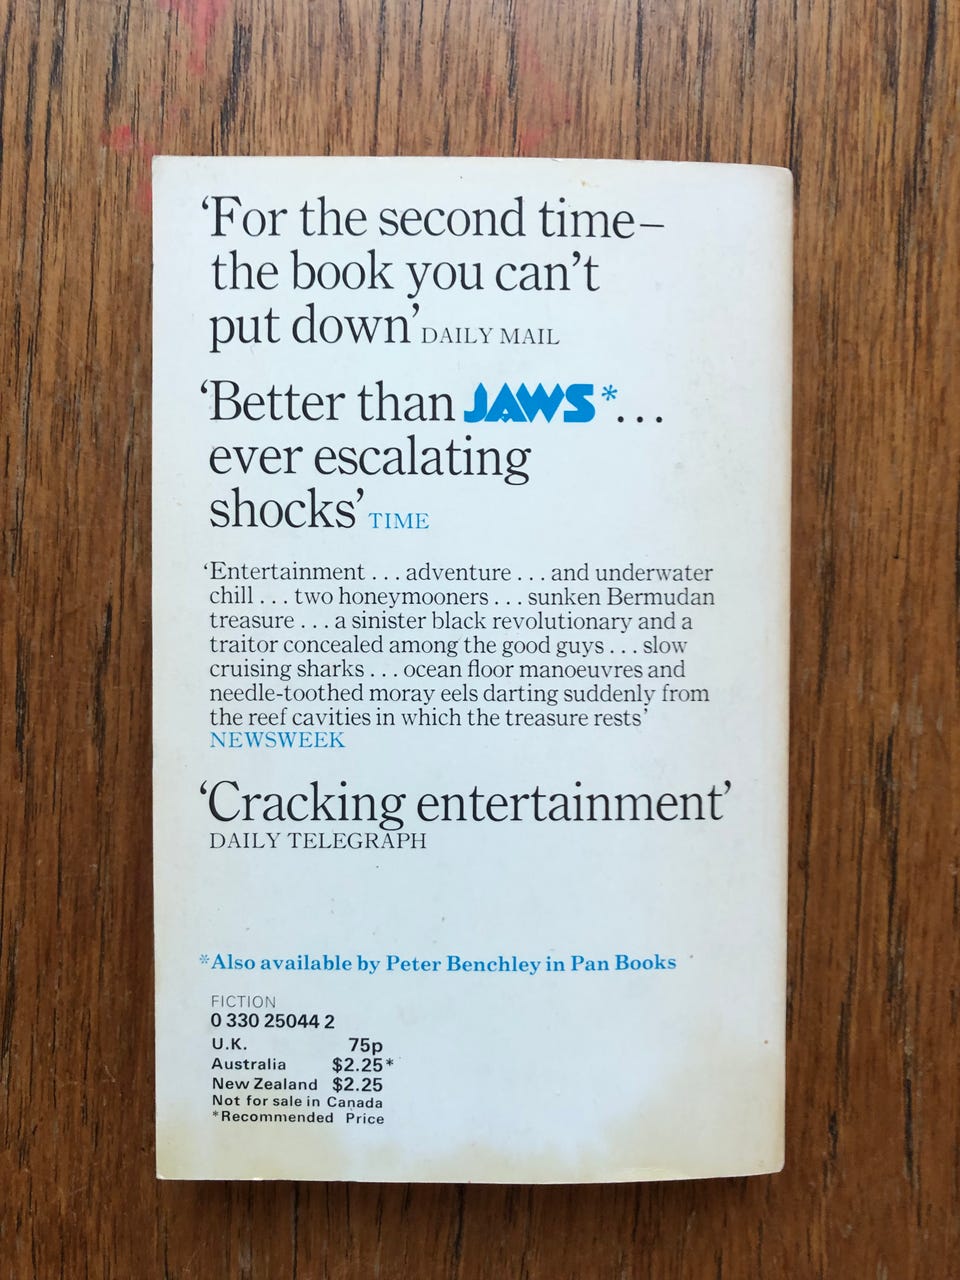 ‘For the second time–
the book you can’t
put down’ DAILY MAIL
‘Better than JAWS*...
ever escalating
shocks’ TIME
‘Entertainment . . . adventure . . . and underwater
chill . . . two honeymooners . . . sunken Bermudan
treasure . . . a sinister black revolutionary and a
traitor concealed among the good guys . . . slow
cruising sharks . . . ocean floor manoeuvres and
needle-toothed moray eels darting suddenly from
the reef cavities in which the treasure rests’
NEWSWEEK
‘Cracking entertainment’
DAILY TELEGRAPH
*Also available by Peter Benchley in Pan Books
FICTION
0 330 25044 2
U.K. 75p
Australia $2.25*
New Zealand $2.25
Not for sale in Canada
*Recommended Price